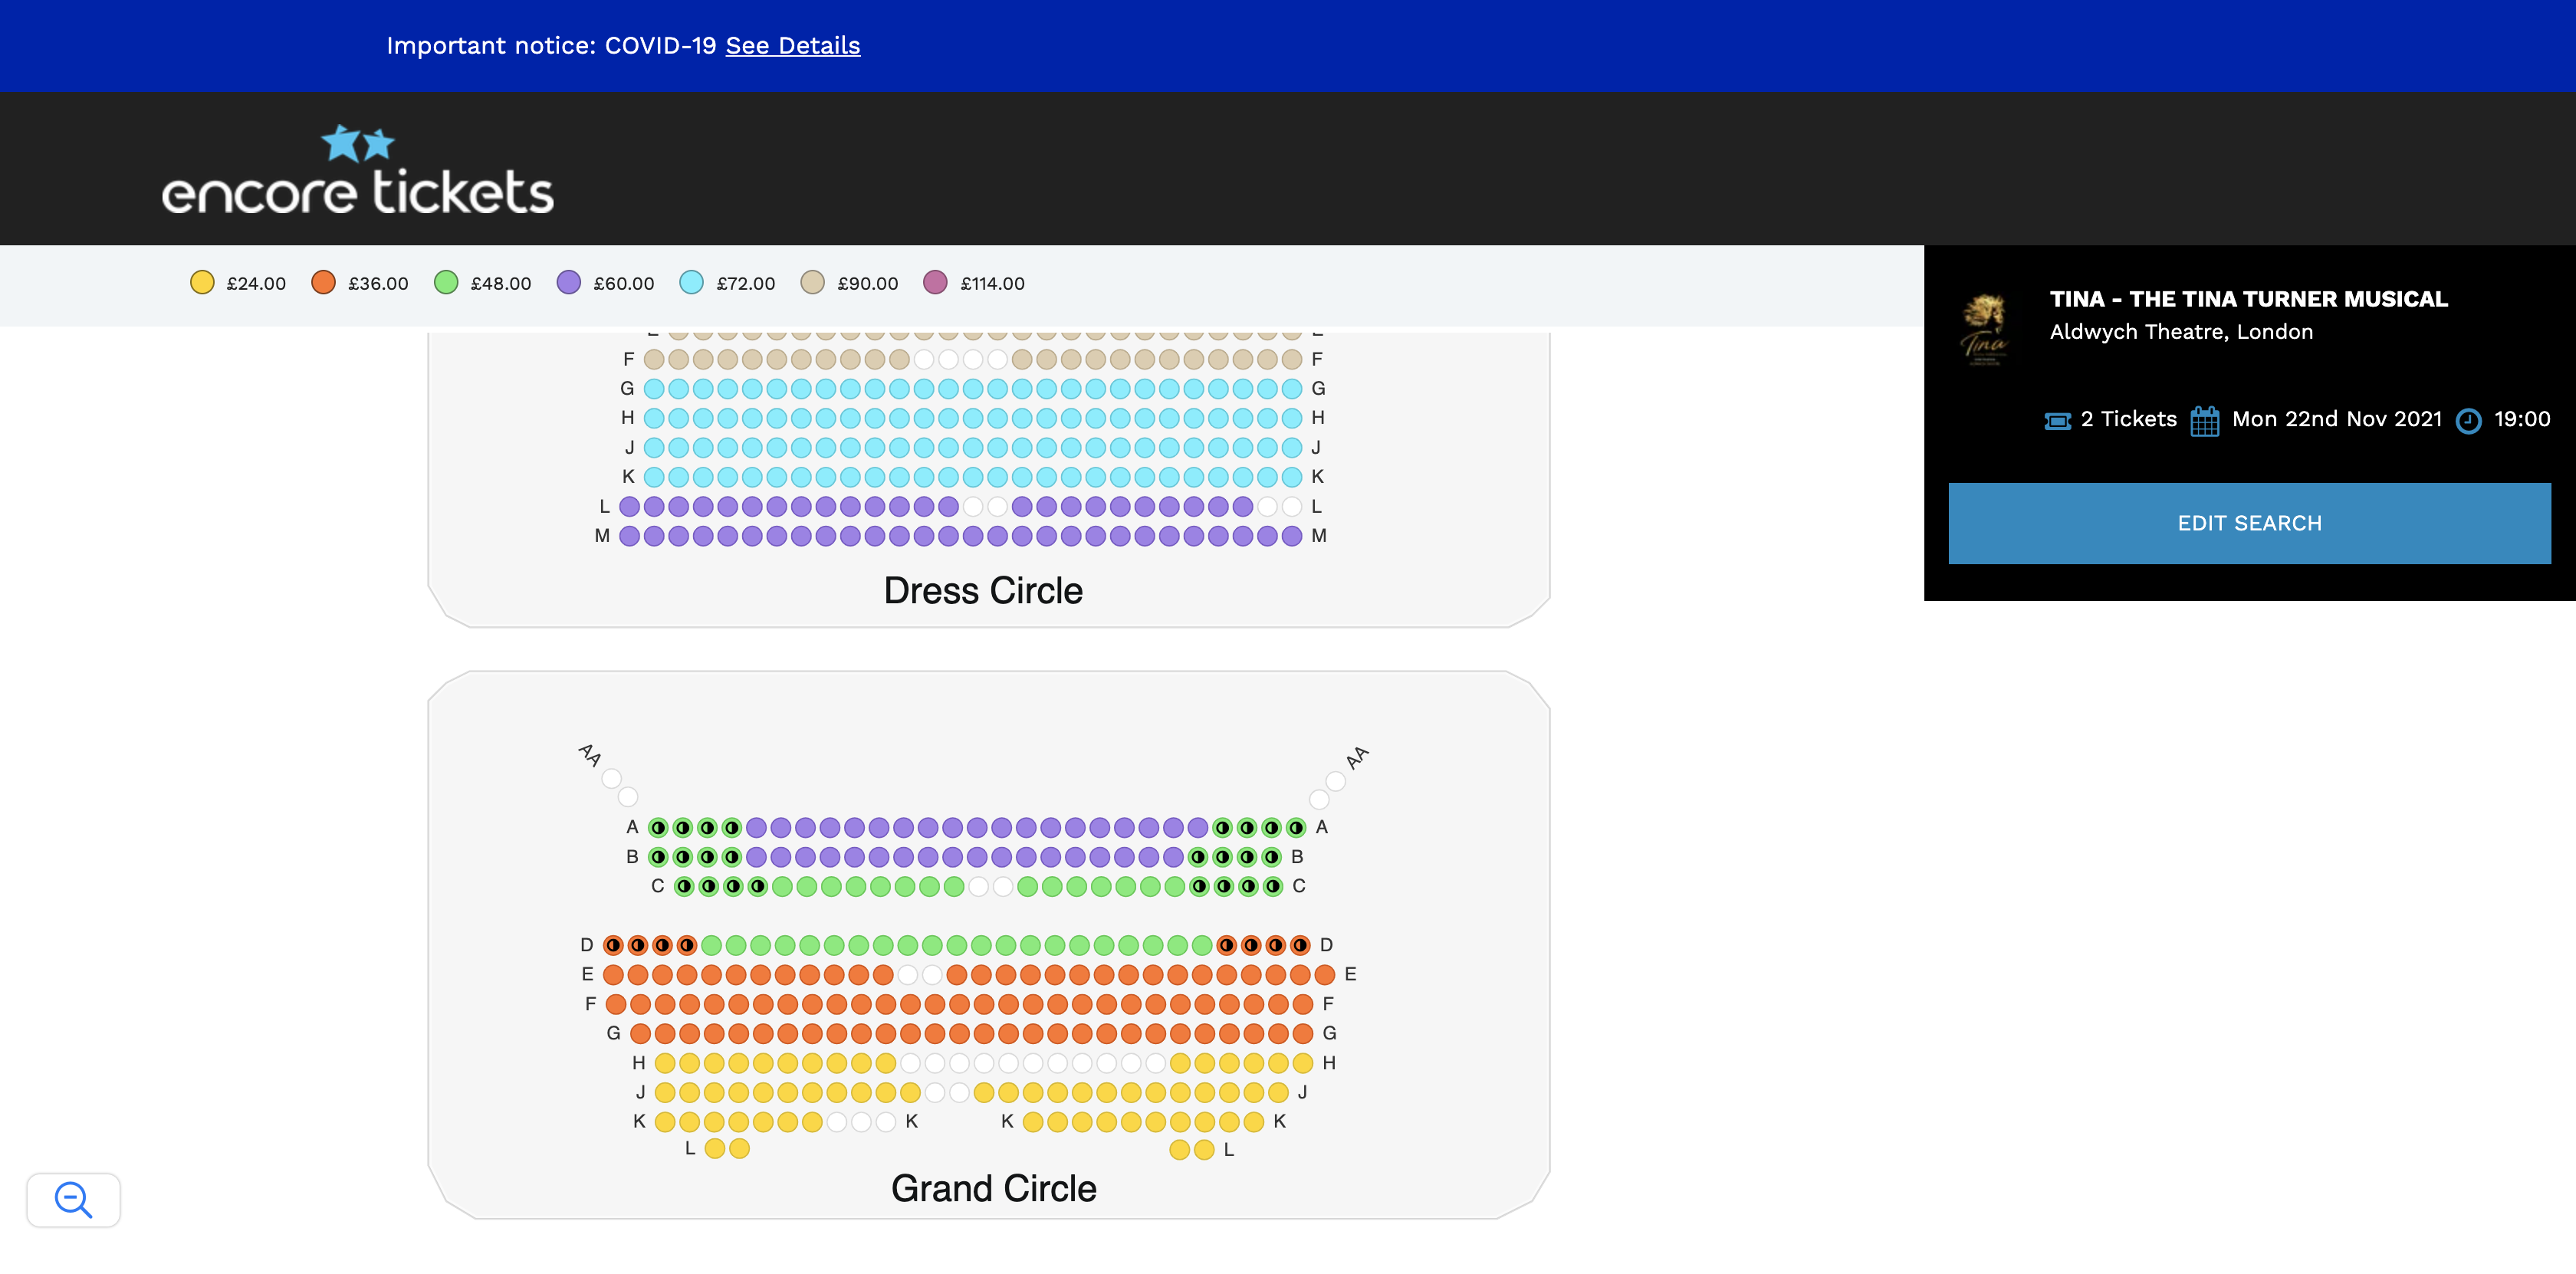 Important notice: COVID-19 See Details
encore tickets
£24.00 £36.00 £48.00 £60.00 £72.00 £90.00 £114.00
TINA - THE TINA TURNER MUSICAL
Aldwych Theatre, London
Tina
2 Tickets Mon 22nd Nov 2021 19:00
EDIT SEARCH
F F
G G
H H
J J
K K
L L
M M
Dress Circle
AA AA
A A
B B
C C
D D
E E
F F
G G
H H
J J
K K K K
L L
Grand Circle